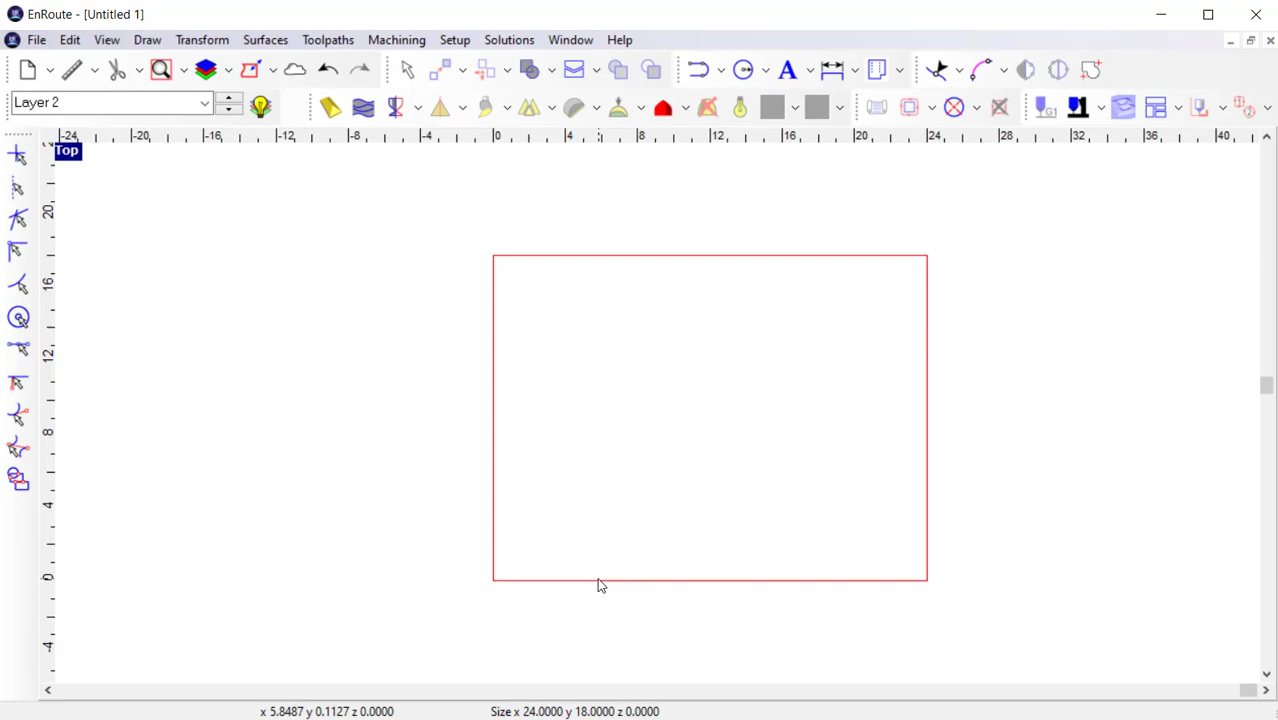 EnRoute - [Untitled 1]
File Edit View Draw Transform Surfaces Toolpaths Machining Setup Solutions Window Help
Layer 2
-24 -20 -16 -12 -8 -4 0 4 8 12 16 20 24 28 32 36 40
Top
20
16
12
8
4
0
-4
G1
x 5.8487 y 0.1127 z 0.0000 Size x 24.0000 y 18.0000 z 0.0000